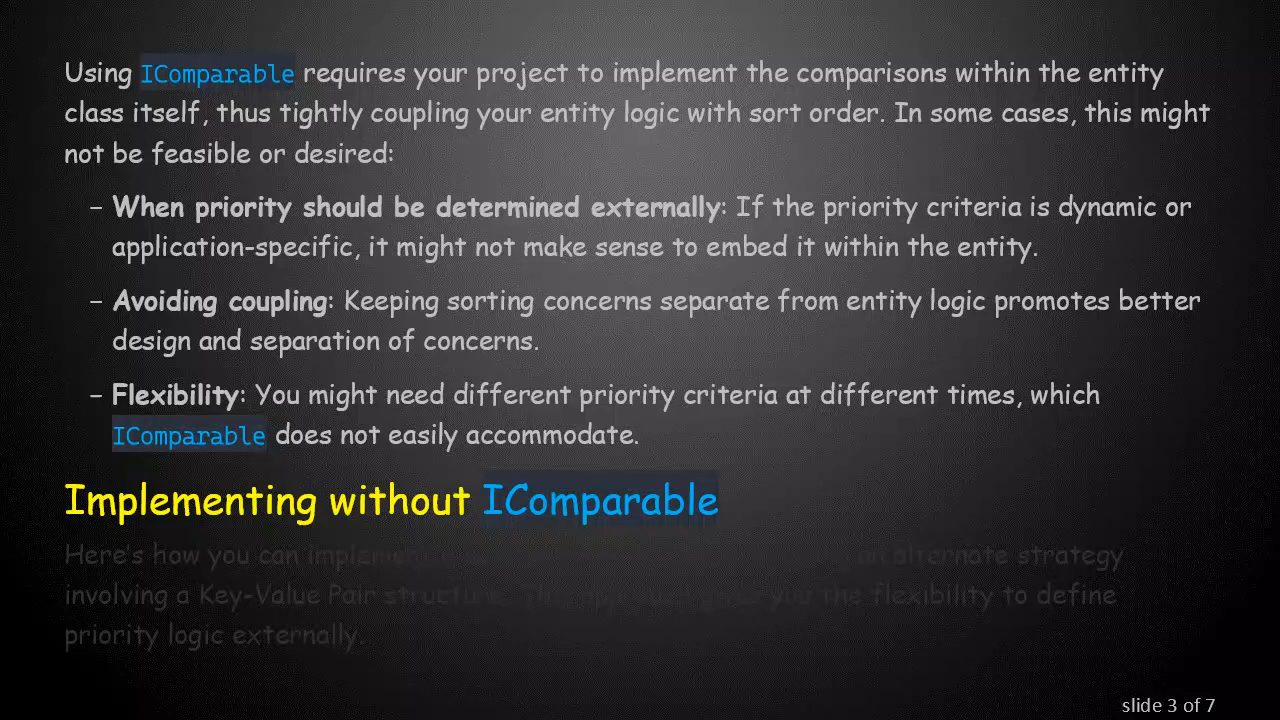 Using IComparable requires your project to implement the comparisons within the entity
class itself, thus tightly coupling your entity logic with sort order. In some cases, this might
not be feasible or desired:
– When priority should be determined externally: If the priority criteria is dynamic or
application-specific, it might not make sense to embed it within the entity.
– Avoiding coupling: Keeping sorting concerns separate from entity logic promotes better
design and separation of concerns.
– Flexibility: You might need different priority criteria at different times, which
IComparable does not easily accommodate.
Implementing without IComparable
Here's how you can implement alternate strategy
involving a Key-Value Pair structure. This approach gives you the flexibility to define
priority logic externally.
slide 3 of 7